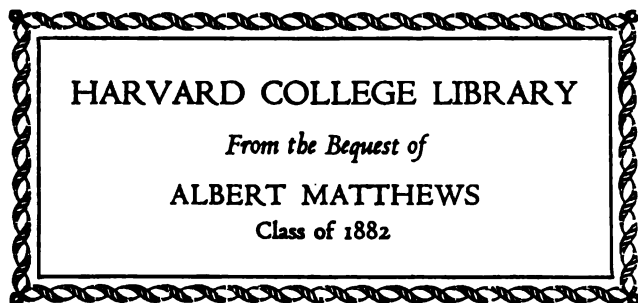 HARVARD COLLEGE LIBRARY
From the Bequest of
ALBERT MATTHEWS
Class of 1882